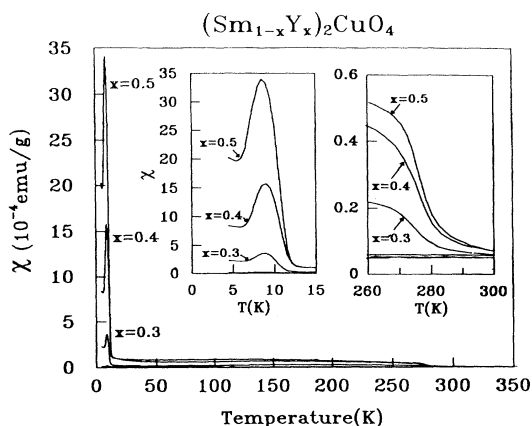 (Sm₁₋ₓYₓ)₂CuO₄
χ (10⁻⁴emu/g)
35
30
25
20
15
10
5
0
x=0.5
x=0.4
x=0.3
χ
35
30
25
20
15
10
5
0
x=0.5
x=0.4
x=0.3
0 5 10 15
T(K)
0.6
0.4
0.2
0
x=0.5
x=0.4
x=0.3
260 280 300
T(K)
0 50 100 150 200 250 300 350
Temperature(K)